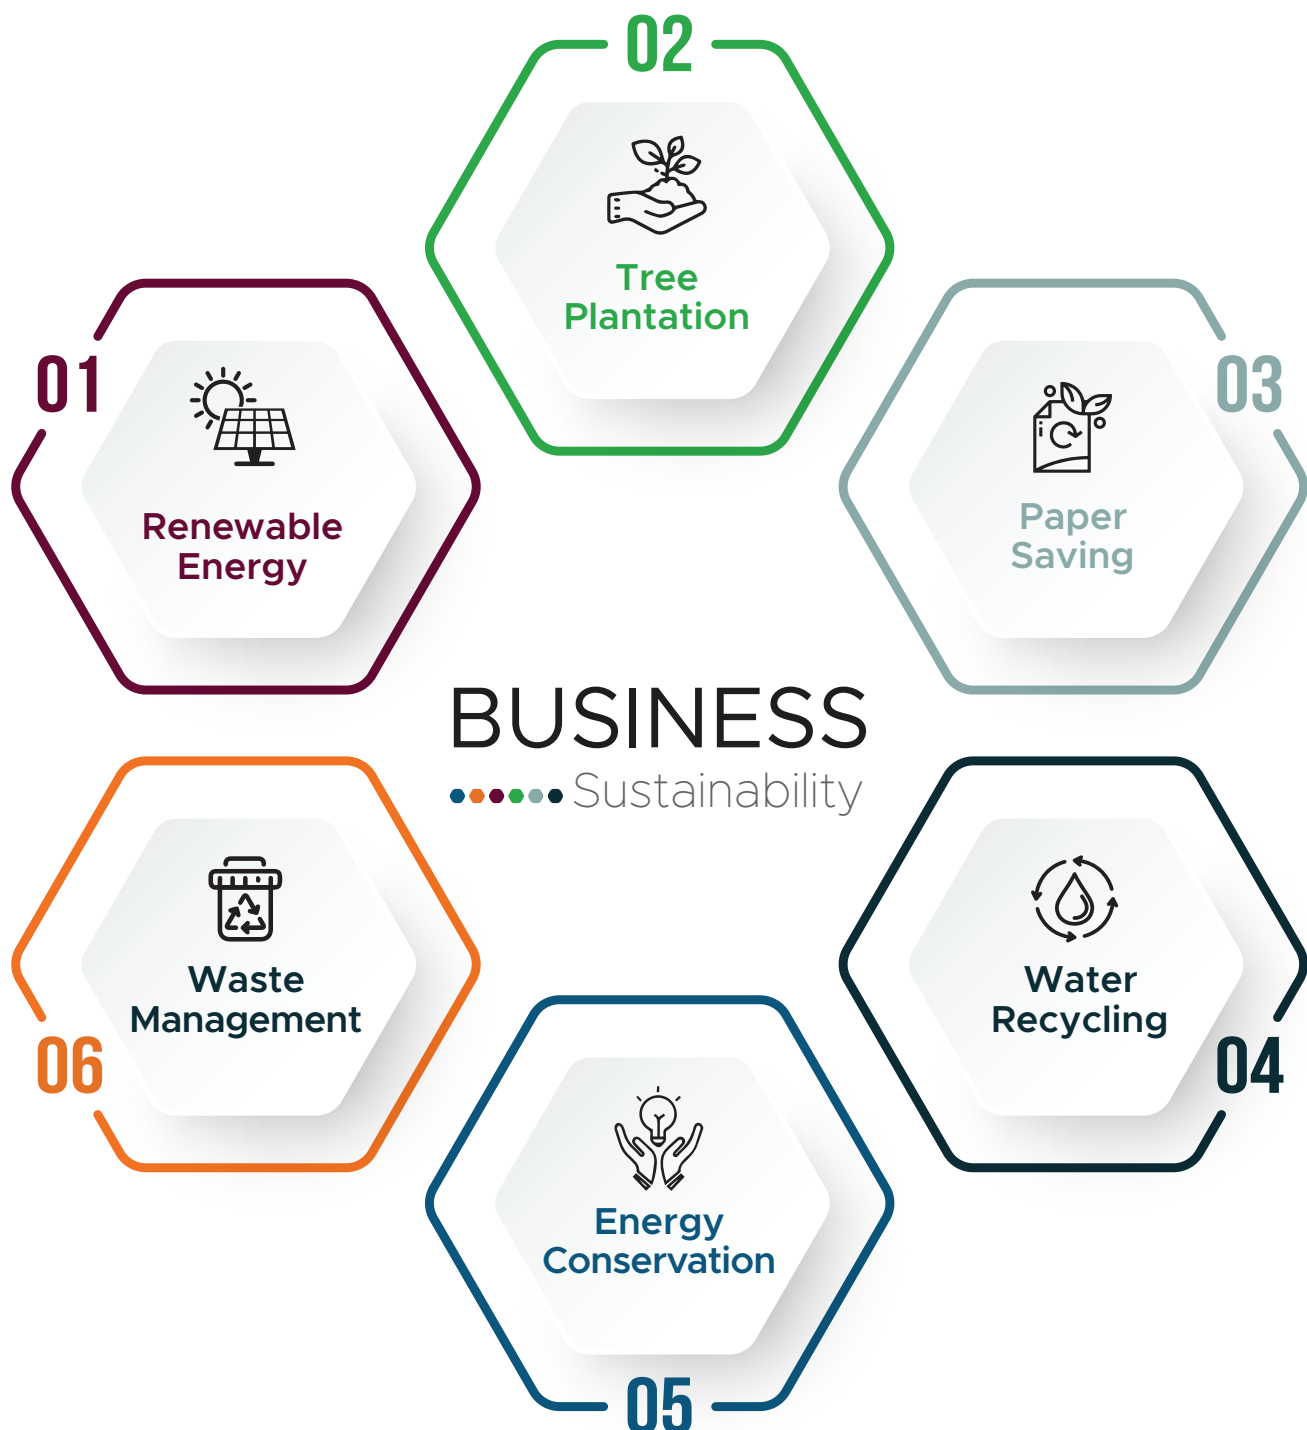 01
Renewable
Energy
02
Tree
Plantation
03
Paper
Saving
BUSINESS
Sustainability
04
Water
Recycling
05
Energy
Conservation
06
Waste
Management